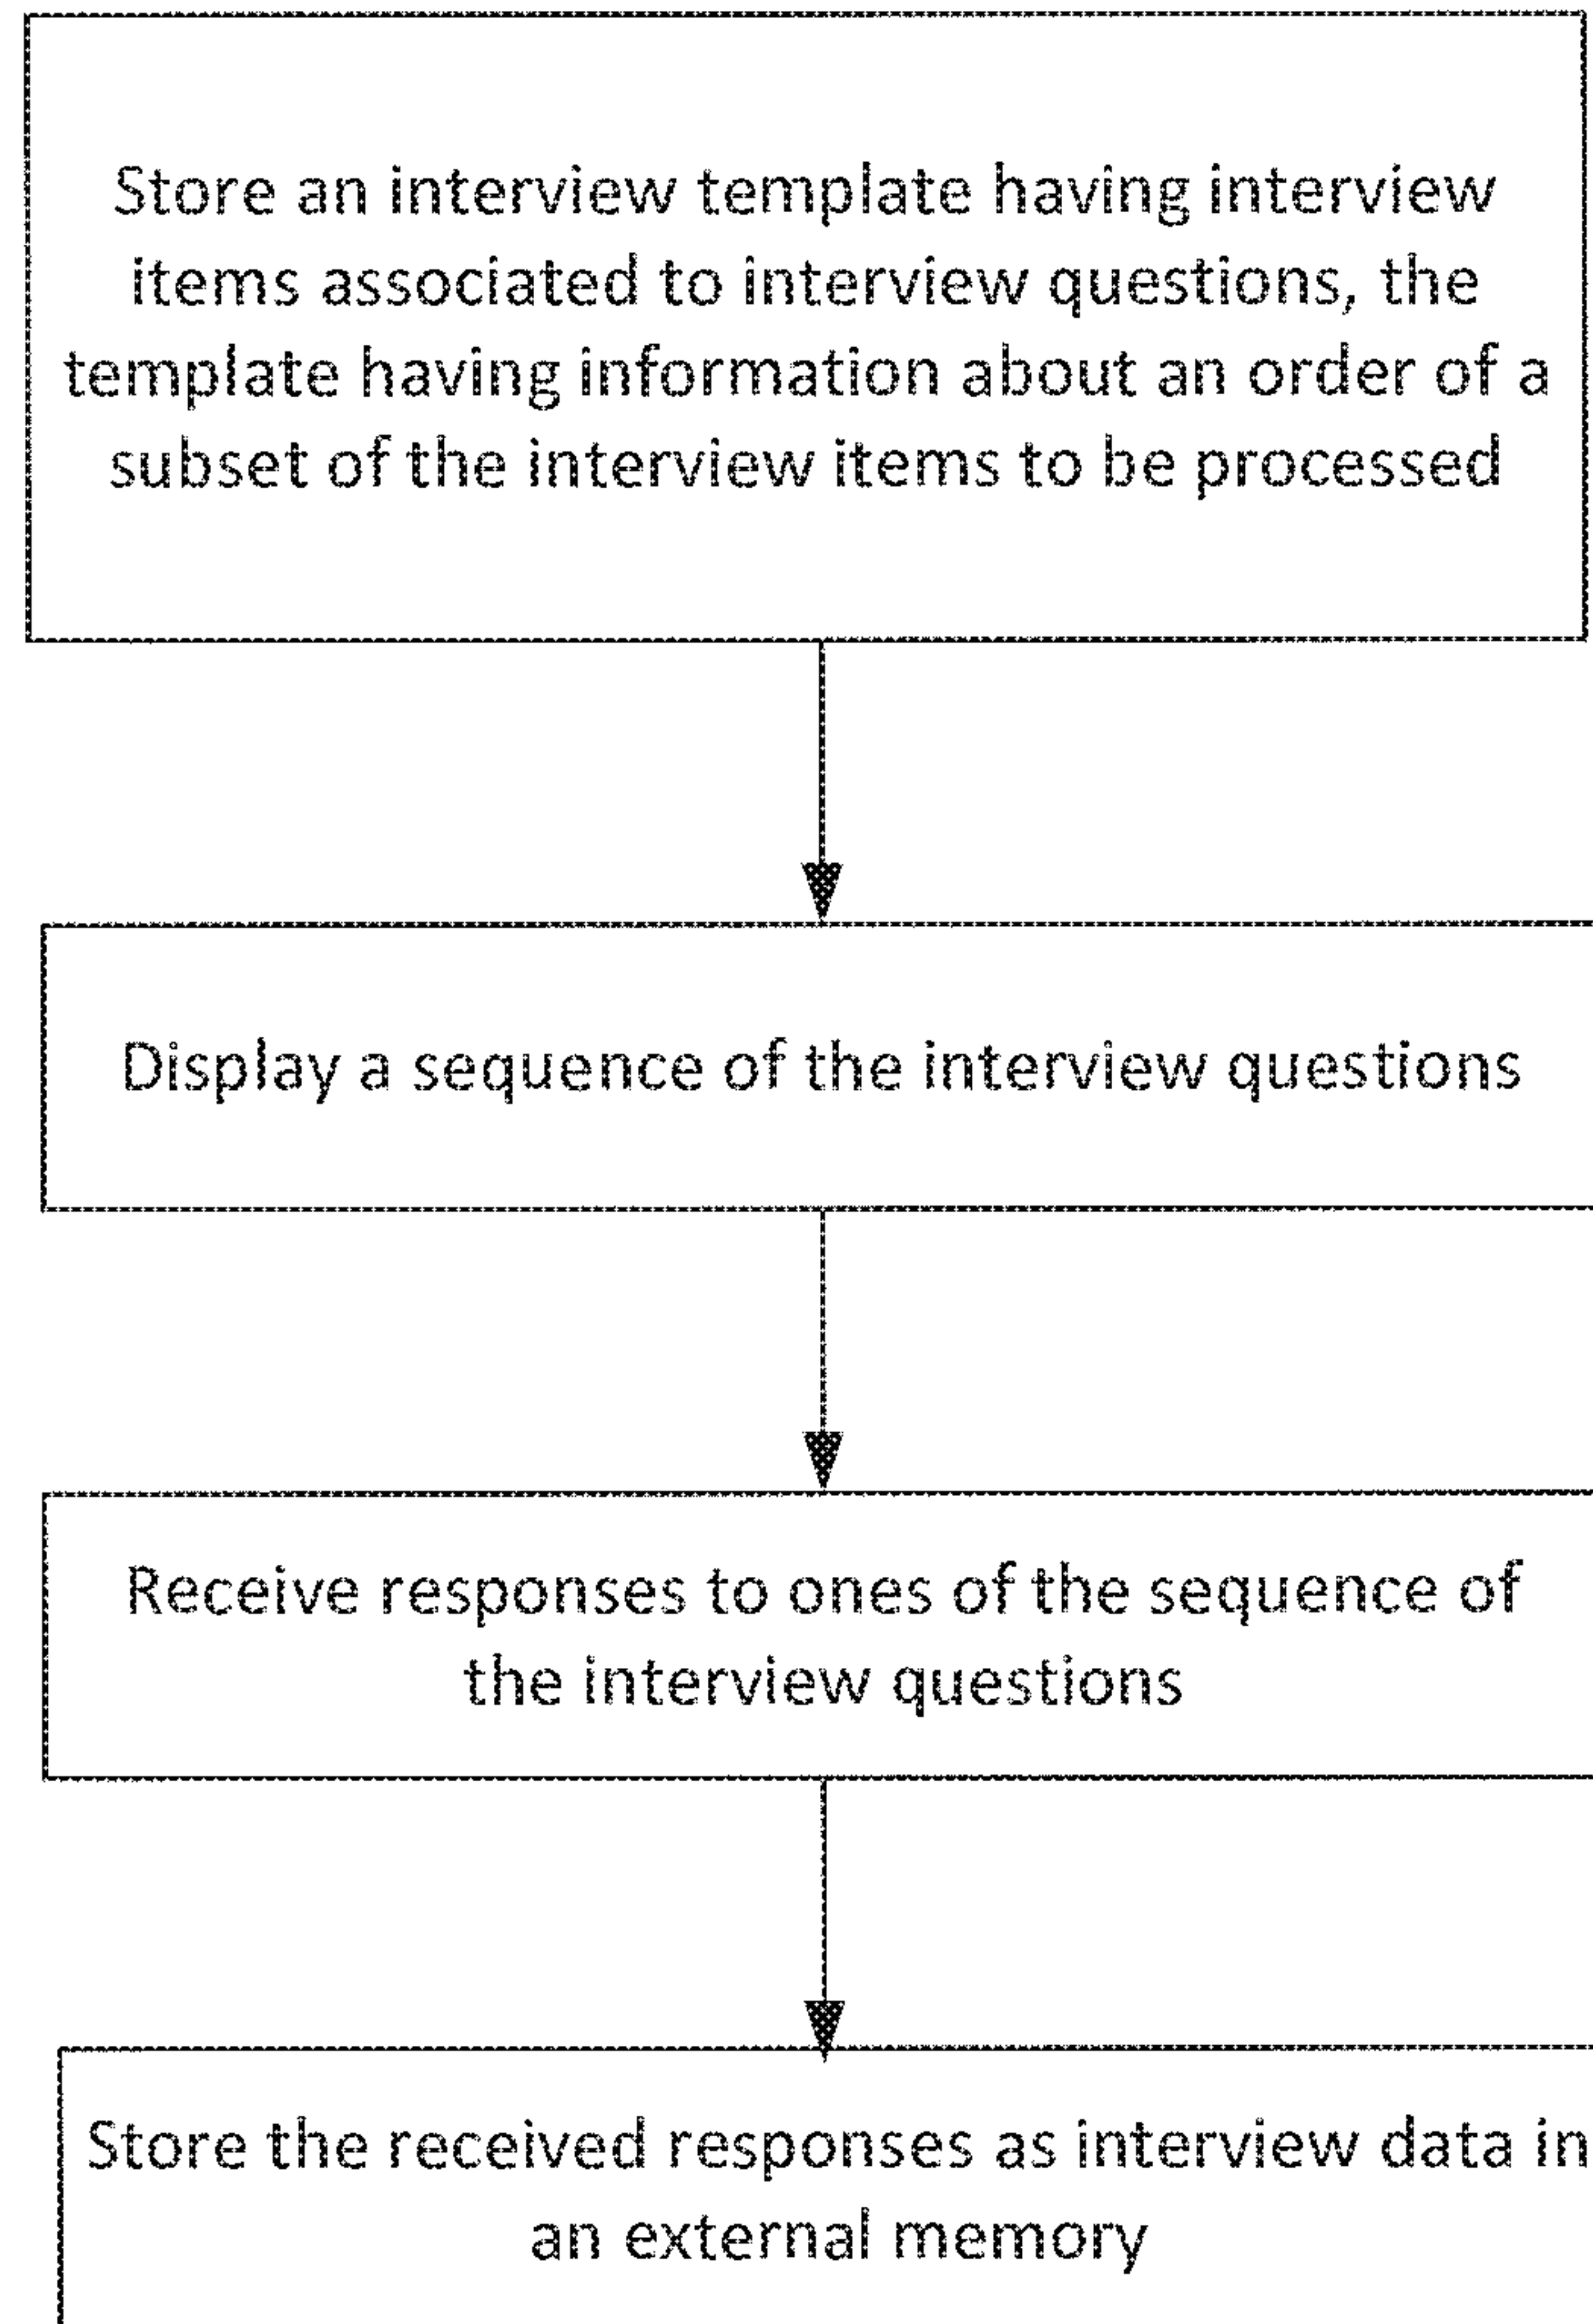 Store an interview template having interview
items associated to interview questions, the
template having information about an order of a
subset of the interview items to be processed
Display a sequence of the interview questions
Receive responses to ones of the sequence of
the interview questions
Store the received responses as interview data in
an external memory